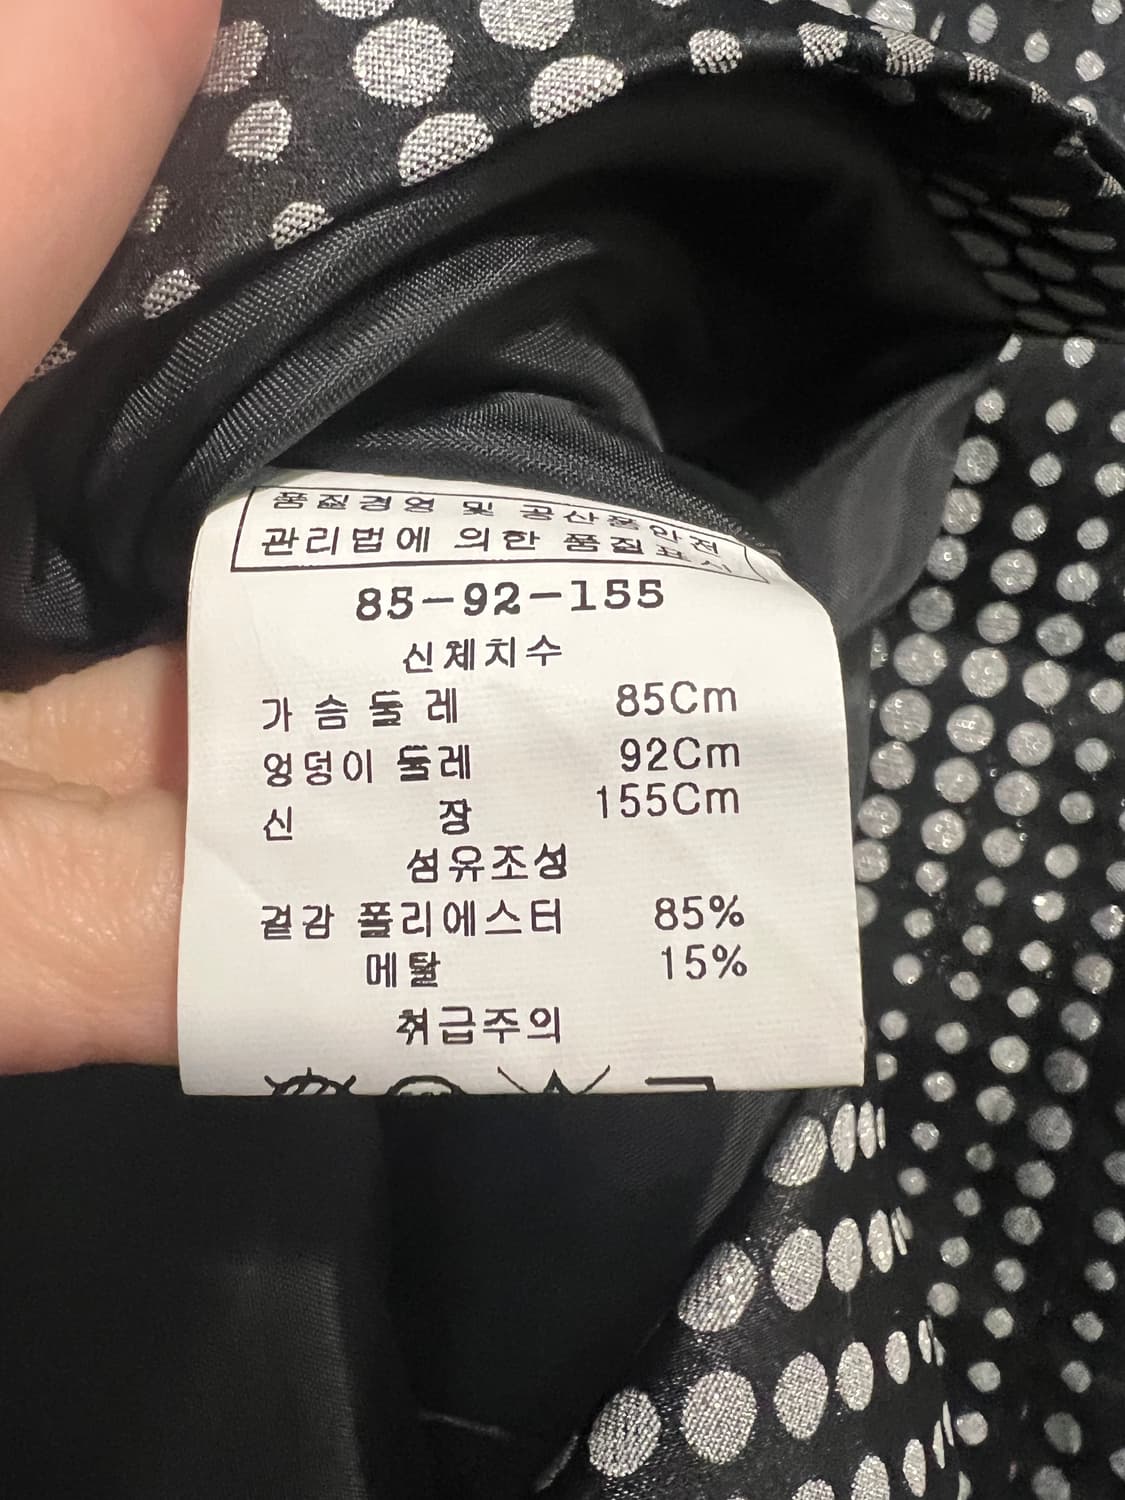 품질경영 및 공산품안전
관리법에 의한 품질표시
85-92-155
신체치수
가슴둘레 85Cm
엉덩이 둘레 92Cm
신 장 155Cm
섬유조성
겉감 폴리에스터 85%
메탈 15%
취급주의